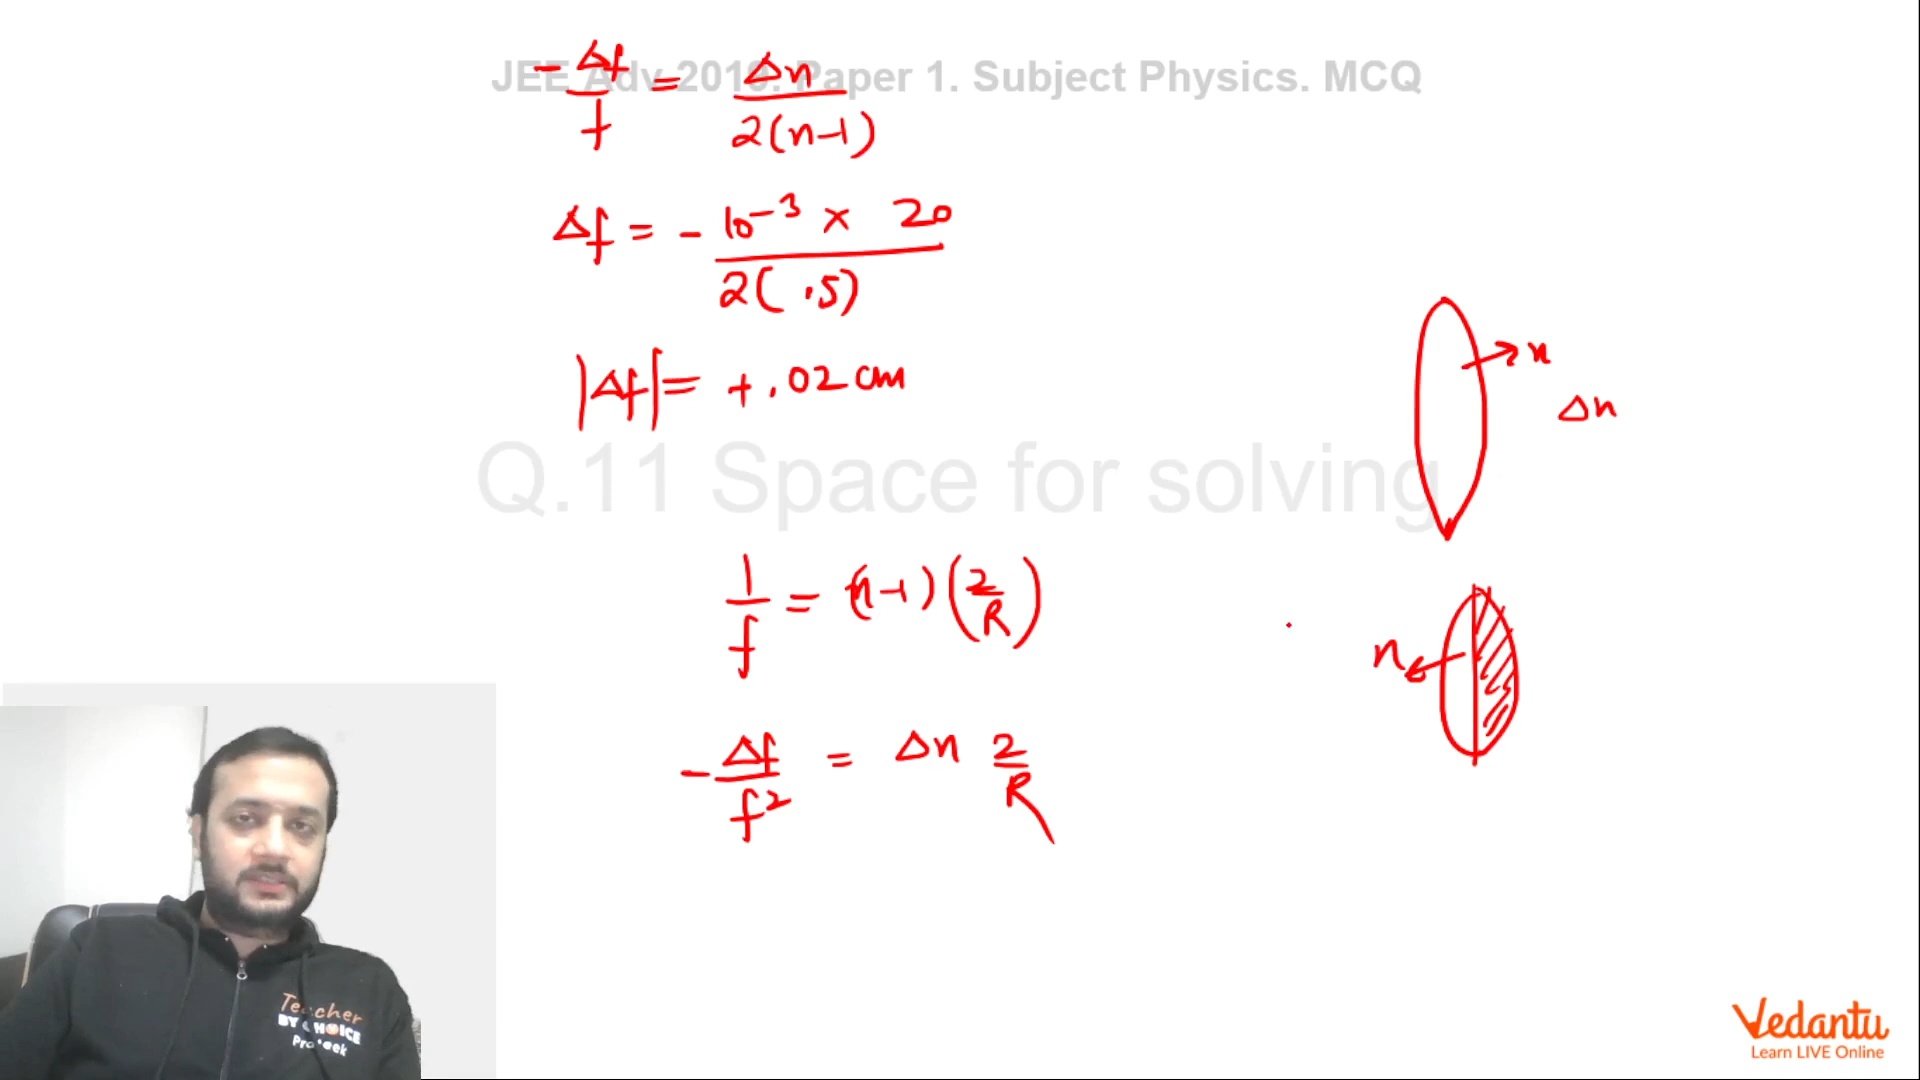 JEE Adv 2019. Paper 1. Subject Physics. MCQ
-Δf/f = Δn/2(n-1)
Δf = - 10⁻³ × 20/2(.5)
|Δf| = +.02 cm
n
Δn
Q.11 Space for solving
1/f = (n-1)(2/R)
n
-Δf/f² = Δn 2/R
Teacher
BY CHOICE
Vedantu
Learn LIVE Online